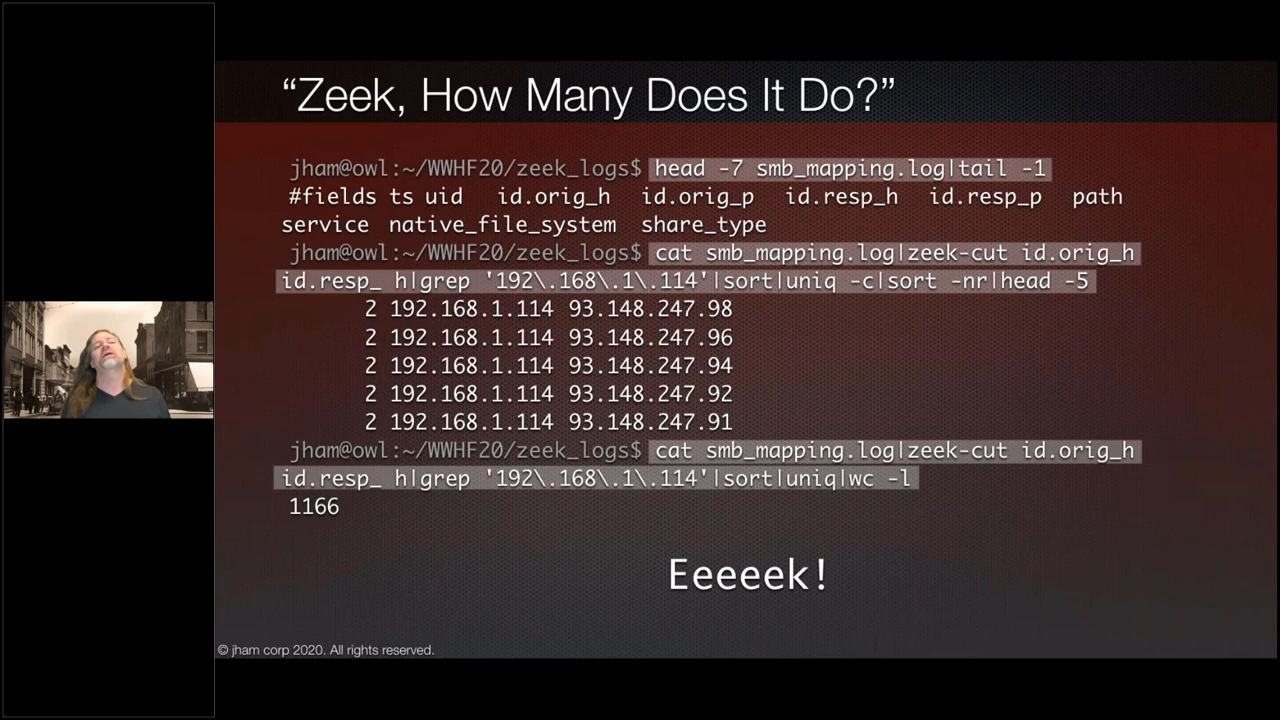 “Zeek, How Many Does It Do?”
jham@owl:~/WWHF20/zeek_logs$ head -7 smb_mapping.log|tail -1
#fields ts uid id.orig_h id.orig_p id.resp_h id.resp_p path
service native_file_system share_type
jham@owl:~/WWHF20/zeek_logs$ cat smb_mapping.log|zeek-cut id.orig_h
id.resp_ h|grep '192\.168\.1\.114'|sort|uniq -c|sort -nr|head -5
2 192.168.1.114 93.148.247.98
2 192.168.1.114 93.148.247.96
2 192.168.1.114 93.148.247.94
2 192.168.1.114 93.148.247.92
2 192.168.1.114 93.148.247.91
jham@owl:~/WWHF20/zeek_logs$ cat smb_mapping.log|zeek-cut id.orig_h
id.resp_ h|grep '192\.168\.1\.114'|sort|uniq|wc -l
1166
Eeeeek!
© jham corp 2020. All rights reserved.